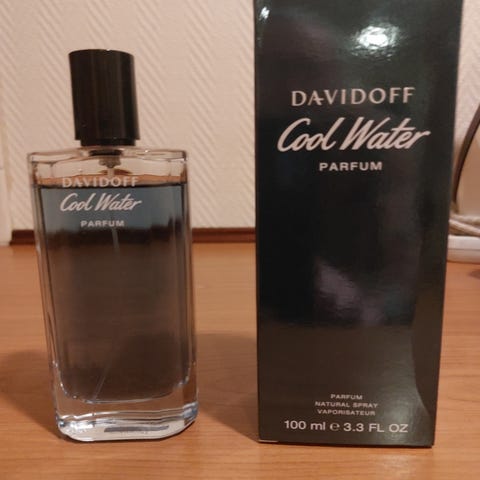 DAVIDOFF
Cool Water
PARFUM
DAVIDOFF
Cool Water
PARFUM
PARFUM
NATURAL SPRAY
VAPORISATEUR
100 ml ℮ 3.3 FL OZ